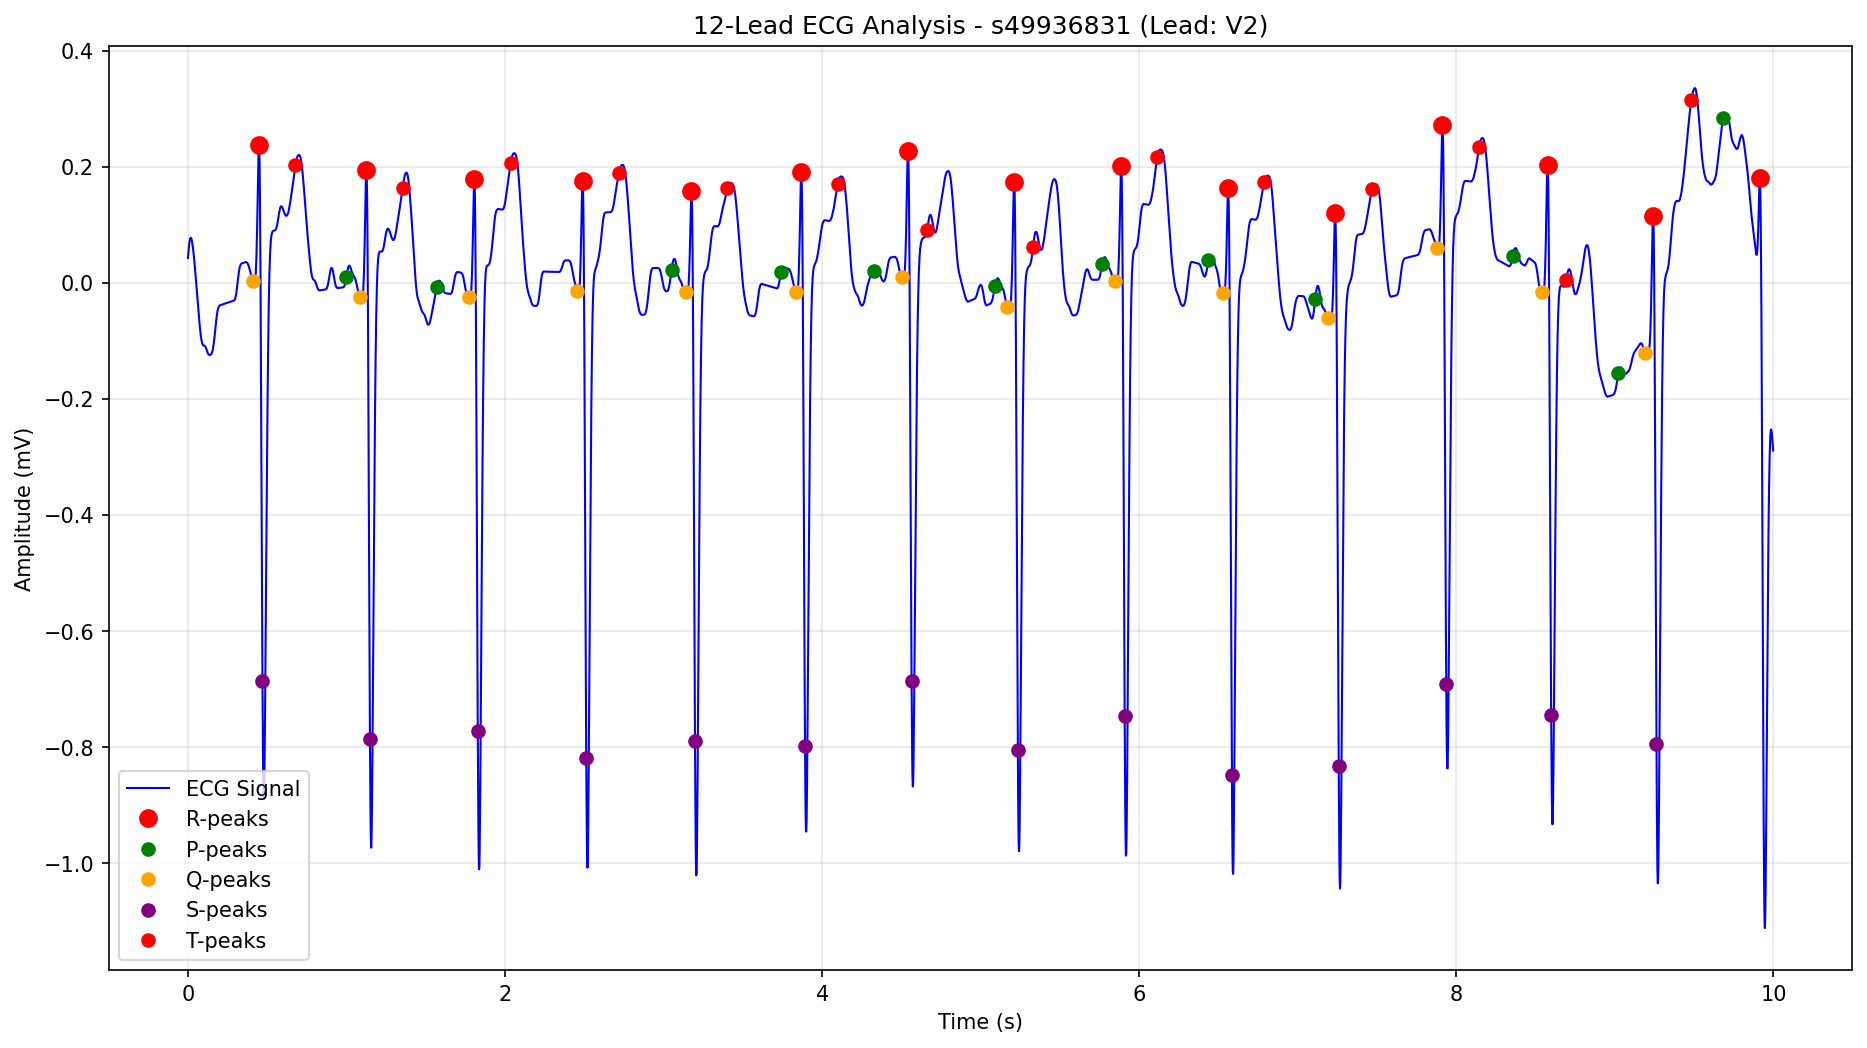 12-Lead ECG Analysis - s49936831 (Lead: V2)
0.4
0.2
0.0
−0.2
−0.4
−0.6
−0.8
−1.0
Amplitude (mV)
ECG Signal
R-peaks
P-peaks
Q-peaks
S-peaks
T-peaks
0 2 4 6 8 10
Time (s)